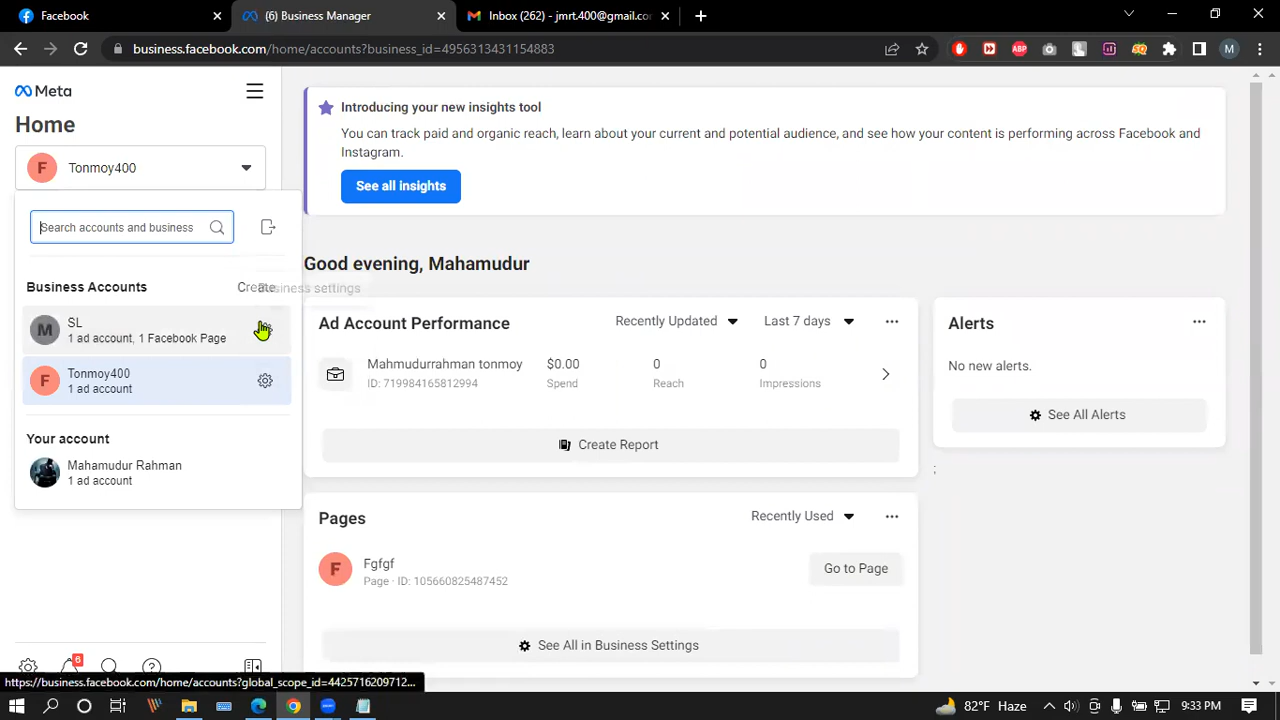 Facebook
(6) Business Manager
Inbox (262) - jmrt.400@gmail.com
business.facebook.com/home/accounts?business_id=4956313431154883
ABP
M
Meta
Home
F Tonmoy400
Search accounts and business
Business Accounts
Create
Business settings
M
SL
1 ad account, 1 Facebook Page
F
Tonmoy400
1 ad account
Your account
Mahamudur Rahman
1 ad account
6
Introducing your new insights tool
You can track paid and organic reach, learn about your current and potential audience, and see how your content is performing across Facebook and
Instagram.
See all insights
Good evening, Mahamudur
Ad Account Performance
Recently Updated
Last 7 days
Mahmudurrahman tonmoy
ID: 719984165812994
$0.00
Spend
0
Reach
0
Impressions
Create Report
Alerts
No new alerts.
See All Alerts
;
Pages
Recently Used
F
Fgfgf
Page · ID: 105660825487452
Go to Page
See All in Business Settings
https://business.facebook.com/home/accounts?global_scope_id=4425716209712...
82°F Haze
9:33 PM